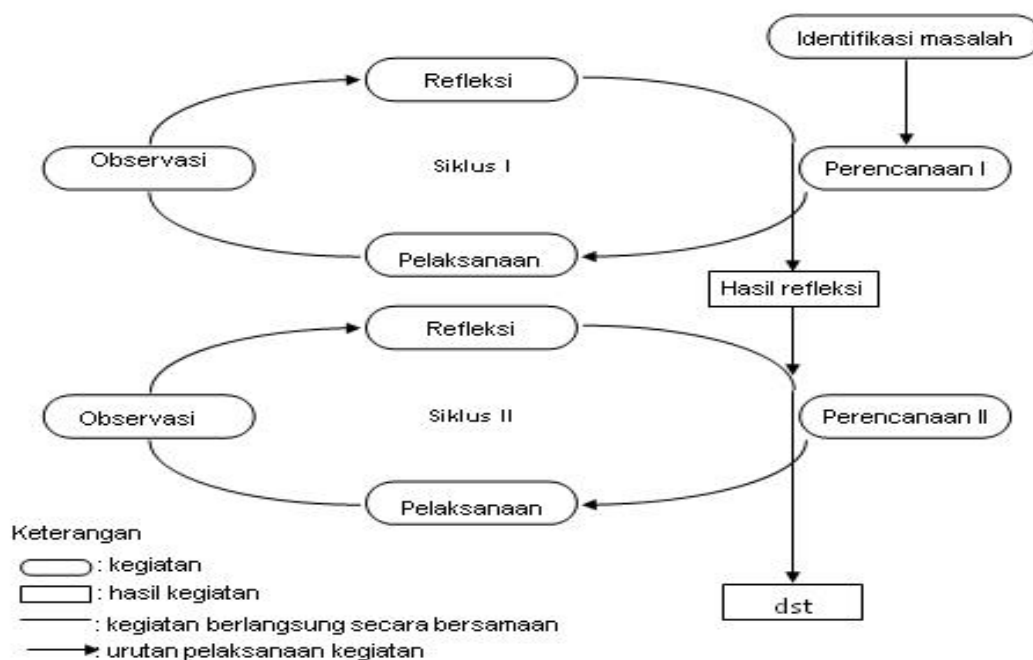 Identifikasi masalah
Refleksi
Observasi
Siklus I
Perencanaan I
Pelaksanaan
Hasil refleksi
Refleksi
Observasi
Siklus II
Perencanaan II
Pelaksanaan
Keterangan
: kegiatan
: hasil kegiatan
dst
: kegiatan berlangsung secara bersamaan
: urutan pelaksanaan kegiatan